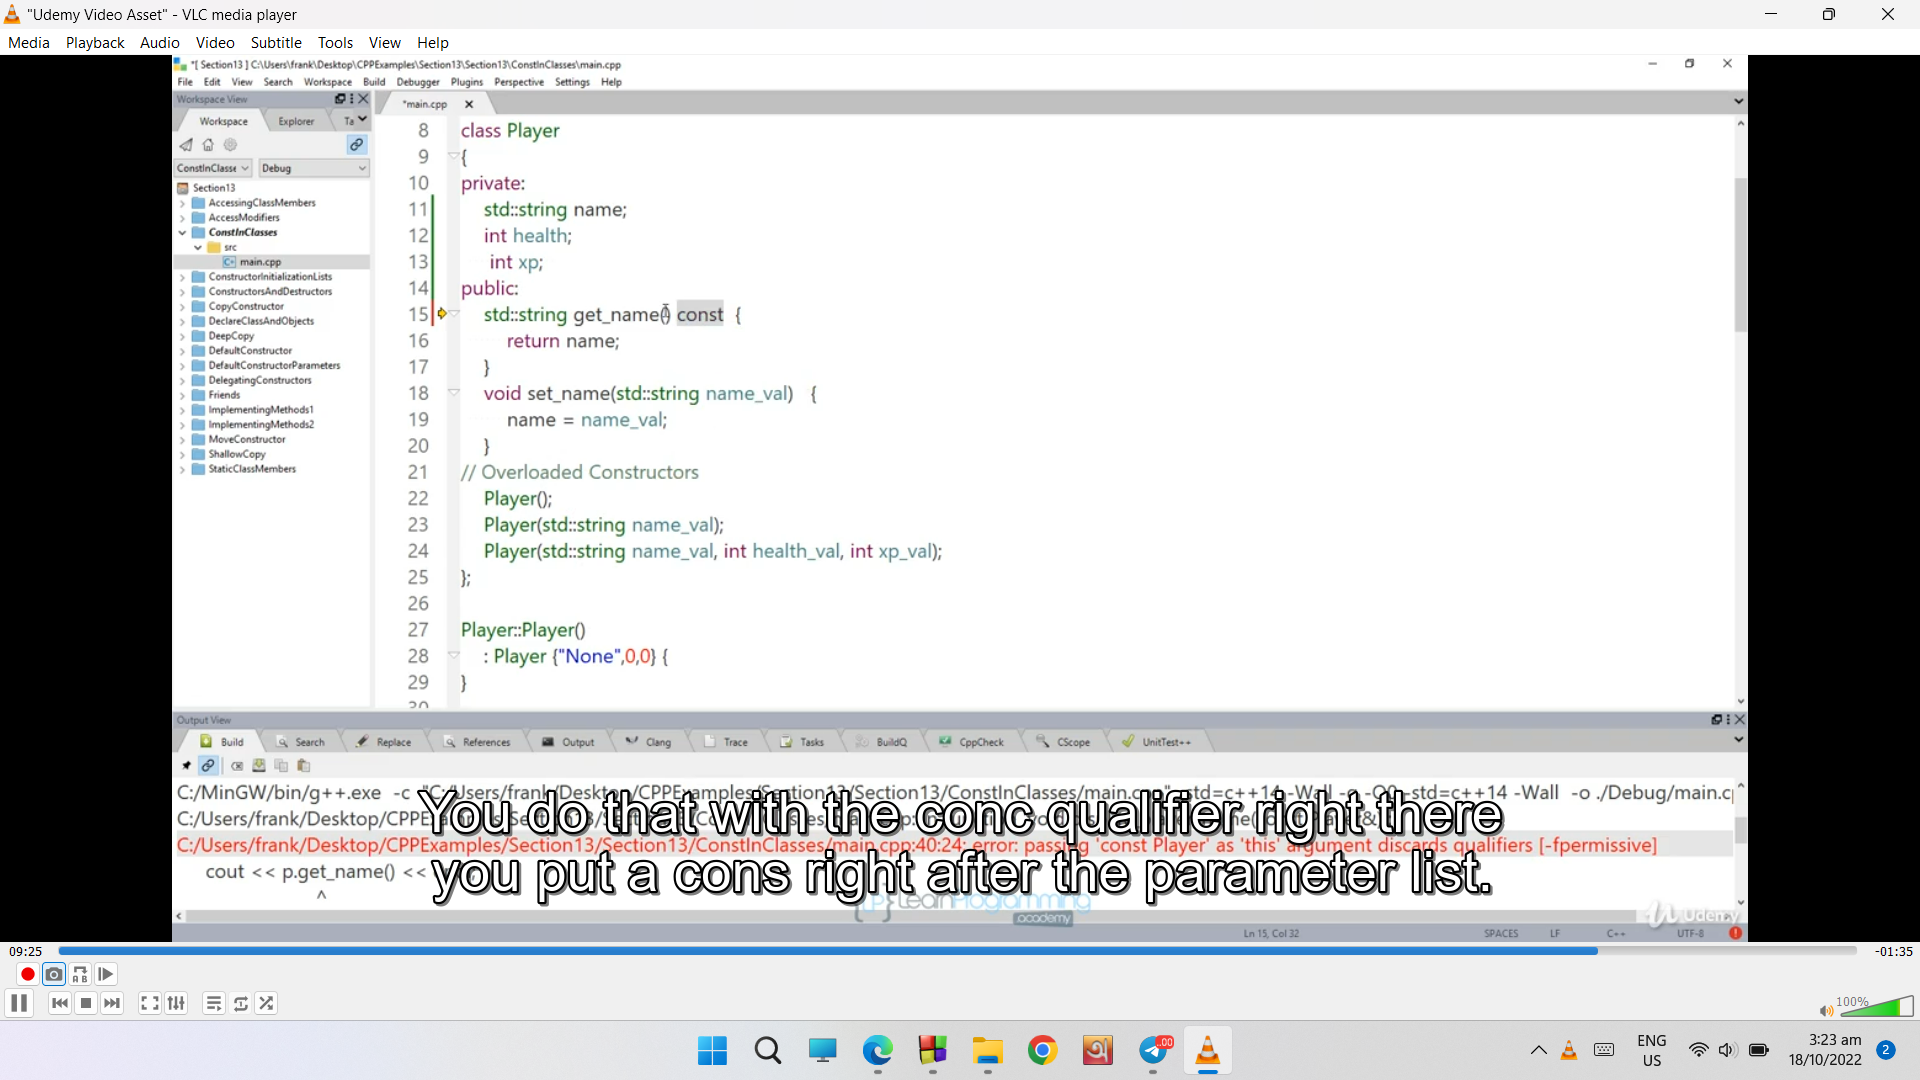 "Udemy Video Asset" - VLC media player
Media Playback Audio Video Subtitle Tools View Help
*[ Section13 ] C:\Users\frank\Desktop\CPPExamples\Section13\Section13\ConstInClasses\main.cpp
File Edit View Search Workspace Build Debugger Plugins Perspective Settings Help
Workspace View
*main.cpp
Workspace Explorer Ta
ConstInClasse Debug
Section13
AccessingClassMembers
AccessModifiers
ConstInClasses
src
main.cpp
ConstructorInitializationLists
ConstructorsAndDestructors
CopyConstructor
DeclareClassAndObjects
DeepCopy
DefaultConstructor
DefaultConstructorParameters
DelegatingConstructors
Friends
ImplementingMethods1
ImplementingMethods2
MoveConstructor
ShallowCopy
StaticClassMembers
8 class Player
9 {
10 private:
11 std::string name;
12 int health;
13 int xp;
14 public:
15 std::string get_name() const {
16 return name;
17 }
18 void set_name(std::string name_val) {
19 name = name_val;
20 }
21 // Overloaded Constructors
22 Player();
23 Player(std::string name_val);
24 Player(std::string name_val, int health_val, int xp_val);
25 };
26
27 Player::Player()
28 : Player {"None",0,0} {
29 }
30
Output View
Build Search Replace References Output Clang Trace Tasks BuildQ CppCheck CScope UnitTest++
C:/MinGW/bin/g++.exe -c "C:/Users/frank/Desktop/CPPExamples/Section13/Section13/ConstInClasses/main.cpp" -std=c++14 -Wall -g -O0 -std=c++14 -Wall -o ./Debug/main.cp
C:/Users/frank/Desktop/CPPExamples/Section13/Section13/ConstInClasses
C:/Users/frank/Desktop/CPPExamples/Section13/Section13/ConstInClasses/main.cpp:40:24: error: passing 'const Player' as 'this' argument discards qualifiers [-fpermissive]
cout << p.get_name() <<
^
You do that with the conc qualifier right there
you put a cons right after the parameter list.
LearnProgramming
academy
Udemy
Ln 15, Col 32 SPACES LF C++ UTF-8
09:25 -01:35
100%
ENG
US
3:23 am
18/10/2022
2